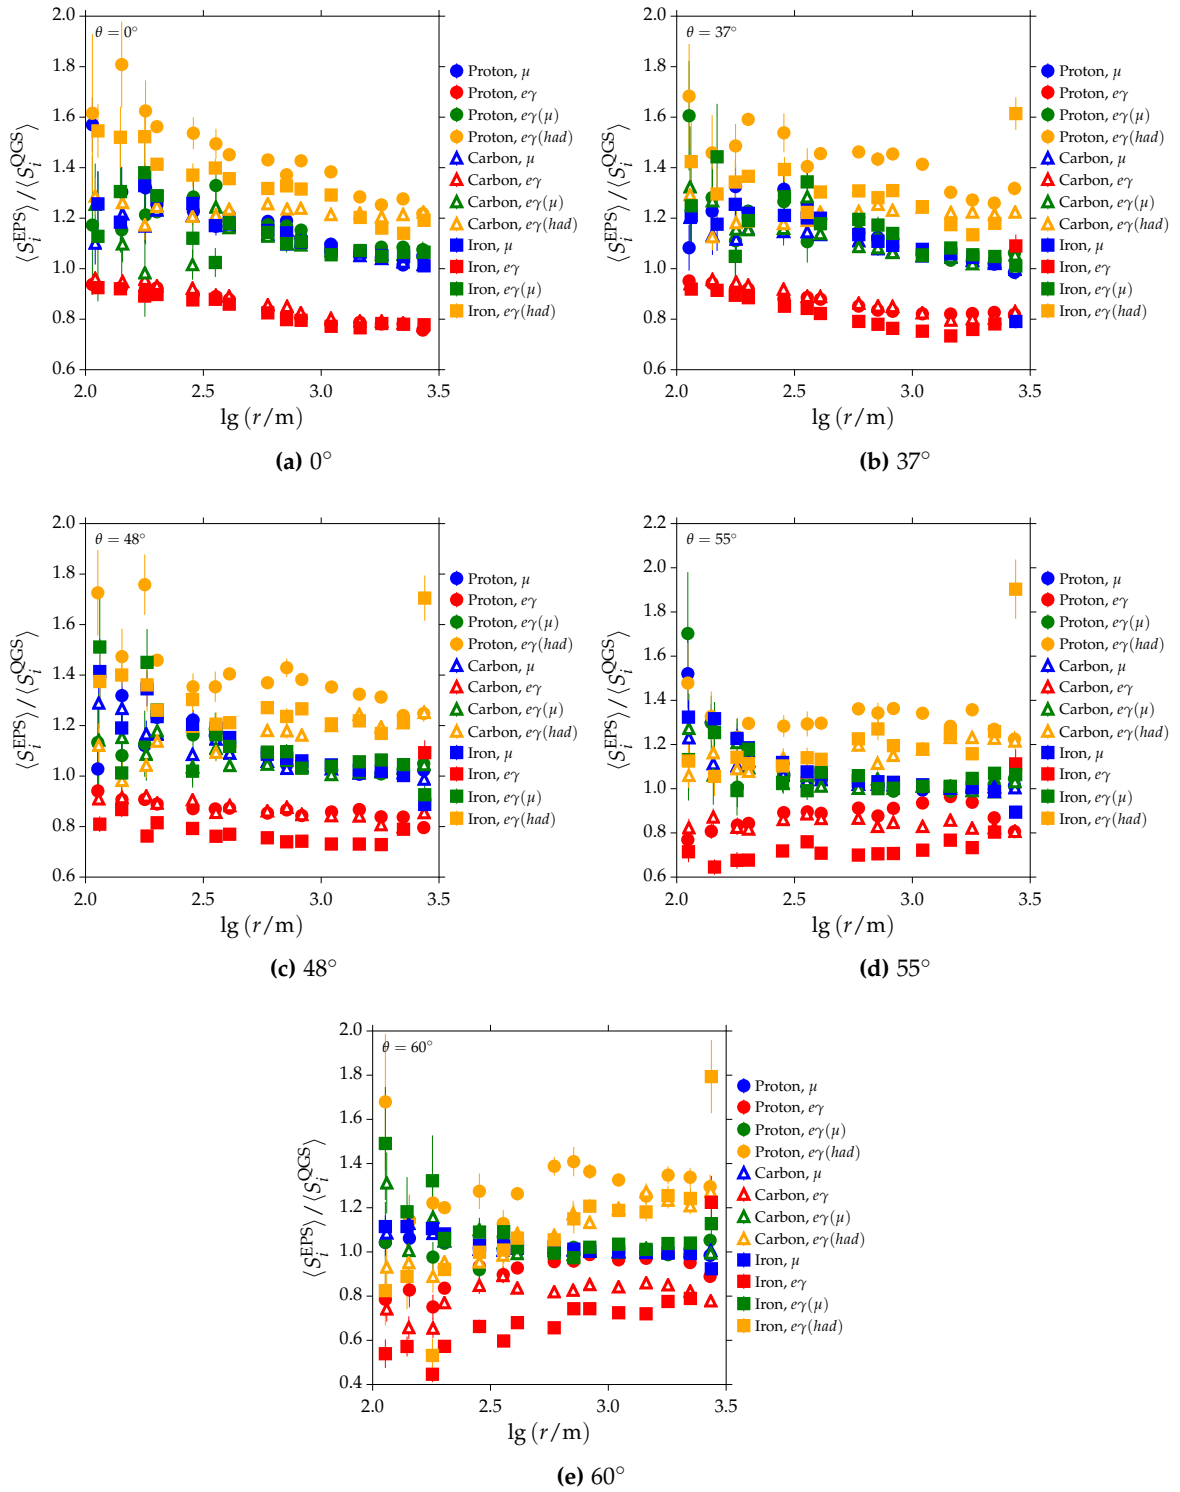 2.0
1.8
1.6
1.4
1.2
1.0
0.8
0.6
2.0 2.5 3.0 3.5
θ = 0°
⟨S_i^EPS⟩ / ⟨S_i^QGS⟩
lg (r/m)
Proton, μ
Proton, eγ
Proton, eγ(μ)
Proton, eγ(had)
Carbon, μ
Carbon, eγ
Carbon, eγ(μ)
Carbon, eγ(had)
Iron, μ
Iron, eγ
Iron, eγ(μ)
Iron, eγ(had)
(a) 0°
2.0
1.8
1.6
1.4
1.2
1.0
0.8
0.6
2.0 2.5 3.0 3.5
θ = 37°
⟨S_i^EPS⟩ / ⟨S_i^QGS⟩
lg (r/m)
Proton, μ
Proton, eγ
Proton, eγ(μ)
Proton, eγ(had)
Carbon, μ
Carbon, eγ
Carbon, eγ(μ)
Carbon, eγ(had)
Iron, μ
Iron, eγ
Iron, eγ(μ)
Iron, eγ(had)
(b) 37°
2.0
1.8
1.6
1.4
1.2
1.0
0.8
0.6
2.0 2.5 3.0 3.5
θ = 48°
⟨S_i^EPS⟩ / ⟨S_i^QGS⟩
lg (r/m)
Proton, μ
Proton, eγ
Proton, eγ(μ)
Proton, eγ(had)
Carbon, μ
Carbon, eγ
Carbon, eγ(μ)
Carbon, eγ(had)
Iron, μ
Iron, eγ
Iron, eγ(μ)
Iron, eγ(had)
(c) 48°
2.2
2.0
1.8
1.6
1.4
1.2
1.0
0.8
0.6
2.0 2.5 3.0 3.5
θ = 55°
⟨S_i^EPS⟩ / ⟨S_i^QGS⟩
lg (r/m)
Proton, μ
Proton, eγ
Proton, eγ(μ)
Proton, eγ(had)
Carbon, μ
Carbon, eγ
Carbon, eγ(μ)
Carbon, eγ(had)
Iron, μ
Iron, eγ
Iron, eγ(μ)
Iron, eγ(had)
(d) 55°
2.0
1.8
1.6
1.4
1.2
1.0
0.8
0.6
0.4
2.0 2.5 3.0 3.5
θ = 60°
⟨S_i^EPS⟩ / ⟨S_i^QGS⟩
lg (r/m)
Proton, μ
Proton, eγ
Proton, eγ(μ)
Proton, eγ(had)
Carbon, μ
Carbon, eγ
Carbon, eγ(μ)
Carbon, eγ(had)
Iron, μ
Iron, eγ
Iron, eγ(μ)
Iron, eγ(had)
(e) 60°